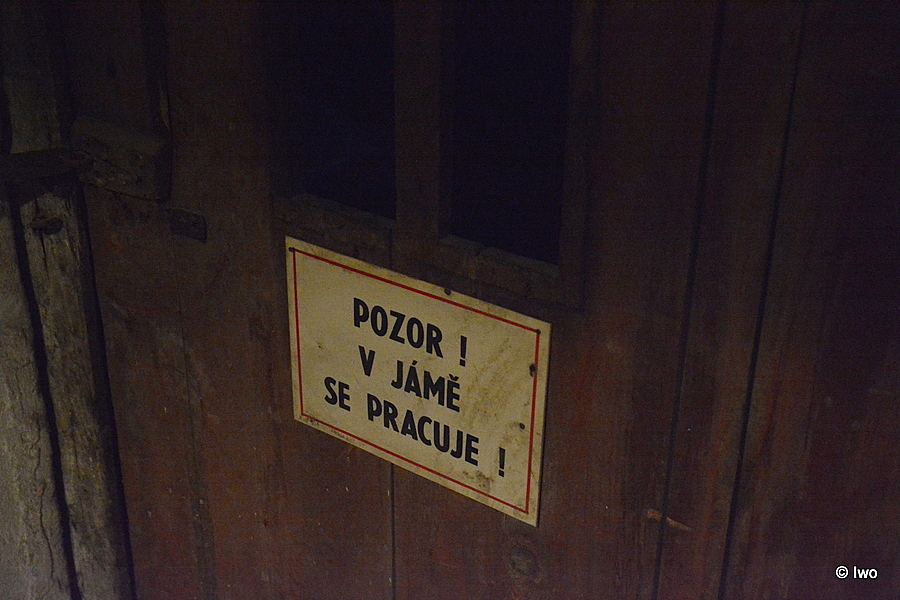 POZOR !
V JÁMĚ
SE PRACUJE !
© Iwo